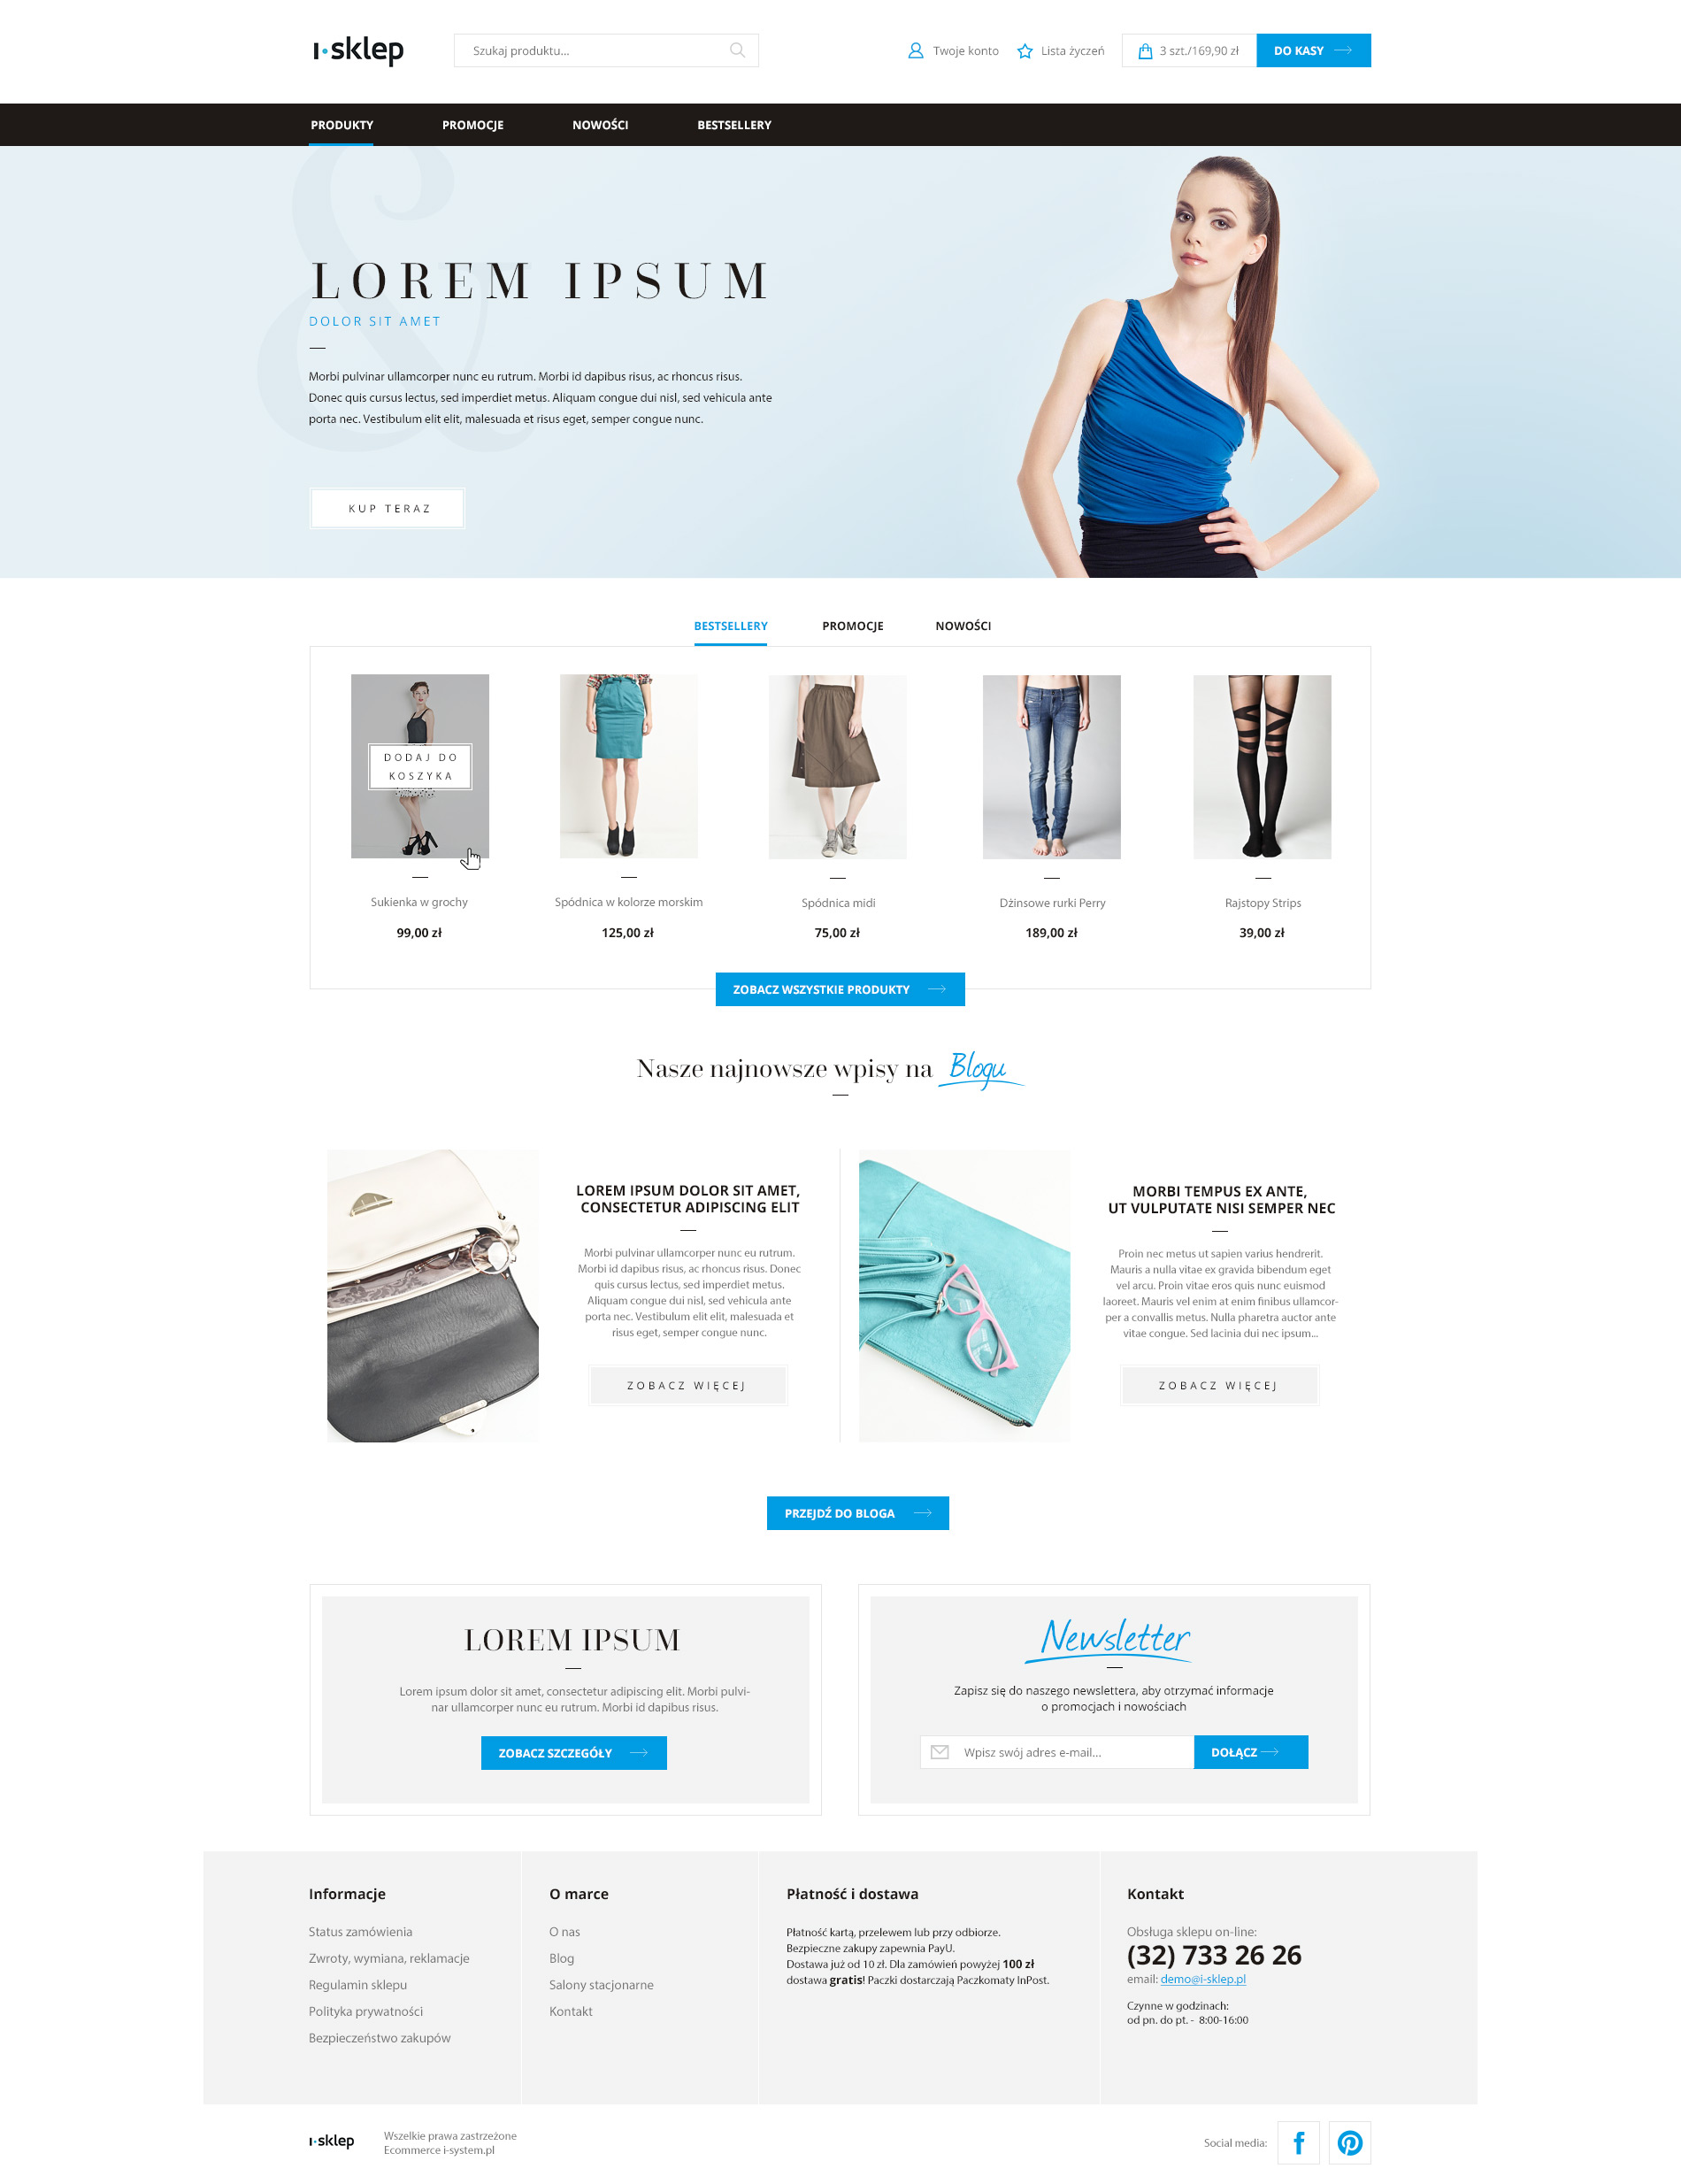 i·sklep
Szukaj produktu...
Twoje konto
Lista życzeń
3 szt./169,90 zł
DO KASY
PRODUKTY
PROMOCJE
NOWOŚCI
BESTSELLERY
&
LOREM IPSUM
DOLOR SIT AMET
Morbi pulvinar ullamcorper nunc eu rutrum. Morbi id dapibus risus, ac rhoncus risus.
Donec quis cursus lectus, sed imperdiet metus. Aliquam congue dui nisl, sed vehicula ante
porta nec. Vestibulum elit elit, malesuada et risus eget, semper congue nunc.
KUP TERAZ
BESTSELLERY
PROMOCJE
NOWOŚCI
DODAJ DO
KOSZYKA
Sukienka w grochy
99,00 zł
Spódnica w kolorze morskim
125,00 zł
Spódnica midi
75,00 zł
Dżinsowe rurki Perry
189,00 zł
Rajstopy Strips
39,00 zł
ZOBACZ WSZYSTKIE PRODUKTY
Nasze najnowsze wpisy na Blogu
LOREM IPSUM DOLOR SIT AMET,
CONSECTETUR ADIPISCING ELIT
Morbi pulvinar ullamcorper nunc eu rutrum.
Morbi id dapibus risus, ac rhoncus risus. Donec
quis cursus lectus, sed imperdiet metus.
Aliquam congue dui nisl, sed vehicula ante
porta nec. Vestibulum elit elit, malesuada et
risus eget, semper congue nunc.
ZOBACZ WIĘCEJ
MORBI TEMPUS EX ANTE,
UT VULPUTATE NISI SEMPER NEC
Proin nec metus ut sapien varius hendrerit.
Mauris a nulla vitae ex gravida bibendum eget
vel arcu. Proin vitae eros quis nunc euismod
laoreet. Mauris vel enim at enim finibus ullamcor-
per a convallis metus. Nulla pharetra auctor ante
vitae congue. Sed lacinia dui nec ipsum...
ZOBACZ WIĘCEJ
PRZEJDŹ DO BLOGA
LOREM IPSUM
Lorem ipsum dolor sit amet, consectetur adipiscing elit. Morbi pulvi-
nar ullamcorper nunc eu rutrum. Morbi id dapibus risus.
ZOBACZ SZCZEGÓŁY
Newsletter
Zapisz się do naszego newslettera, aby otrzymać informacje
o promocjach i nowościach
Wpisz swój adres e-mail...
DOŁĄCZ
Informacje
Status zamówienia
Zwroty, wymiana, reklamacje
Regulamin sklepu
Polityka prywatności
Bezpieczeństwo zakupów
O marce
O nas
Blog
Salony stacjonarne
Kontakt
Płatność i dostawa
Płatność kartą, przelewem lub przy odbiorze.
Bezpieczne zakupy zapewnia PayU.
Dostawa już od 10 zł. Dla zamówień powyżej 100 zł
dostawa gratis! Paczki dostarczają Paczkomaty InPost.
Kontakt
Obsługa sklepu on-line:
(32) 733 26 26
email: demo@i-sklep.pl
Czynne w godzinach:
od pn. do pt. - 8:00-16:00
i·sklep
Wszelkie prawa zastrzeżone
Ecommerce i-system.pl
Social media: